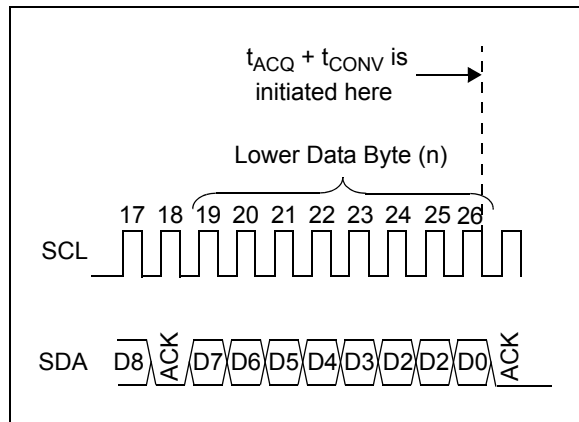 tACQ + tCONV is
initiated here
Lower Data Byte (n)
17 18 19 20 21 22 23 24 25 26
SCL
SDA D8 ACK D7 D6 D5 D4 D3 D2 D2 D0 ACK